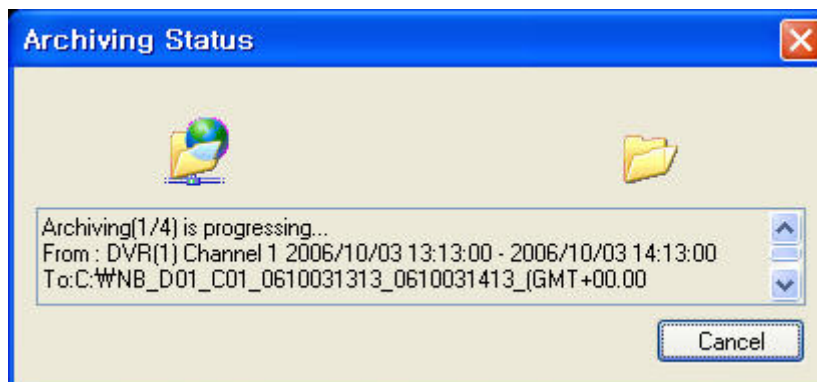 Archiving Status
Archiving(1/4) is progressing...
From : DVR(1) Channel 1 2006/10/03 13:13:00 - 2006/10/03 14:13:00
To:C:₩NB_D01_C01_0610031313_0610031413_(GMT+00.00
Cancel